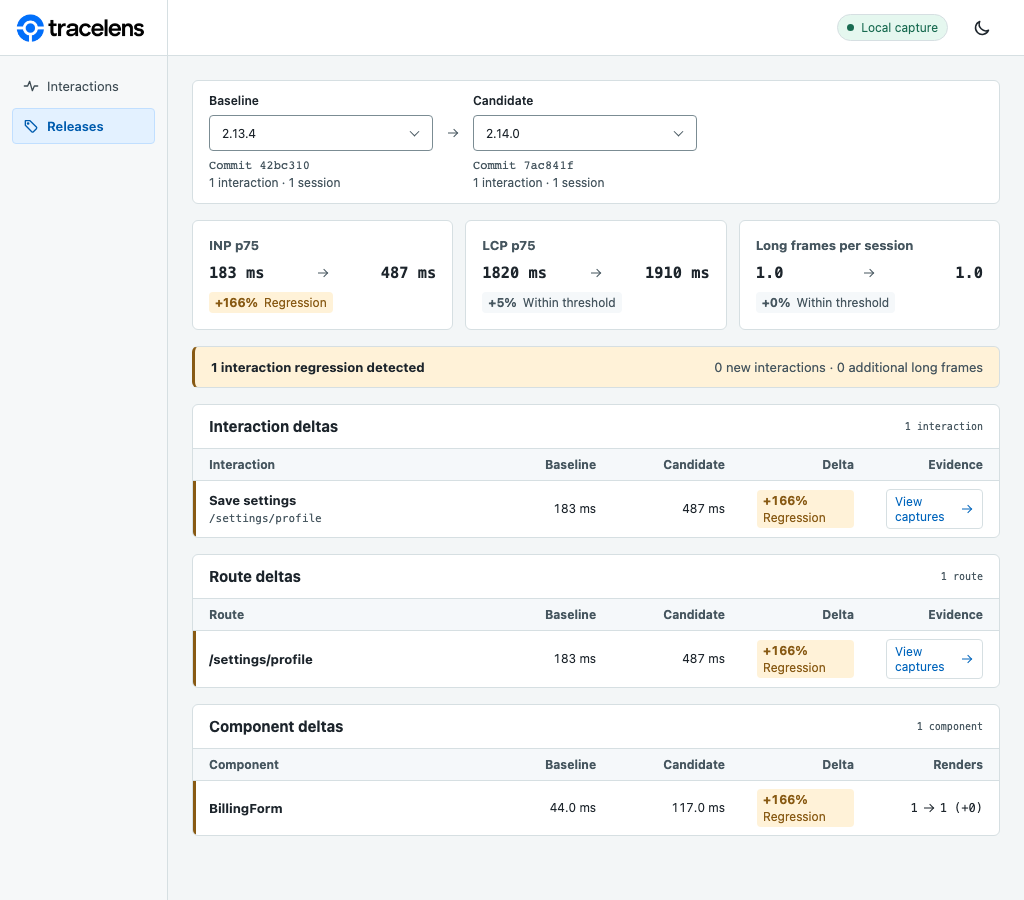 tracelens
Local capture
Interactions
Releases
Baseline
Candidate
2.13.4
→
2.14.0
Commit 42bc310
Commit 7ac841f
1 interaction · 1 session
1 interaction · 1 session
INP p75
183 ms → 487 ms
+166% Regression
LCP p75
1820 ms → 1910 ms
+5% Within threshold
Long frames per session
1.0 → 1.0
+0% Within threshold
1 interaction regression detected
0 new interactions · 0 additional long frames
Interaction deltas
1 interaction
Interaction Baseline Candidate Delta Evidence
Save settings
/settings/profile
183 ms
487 ms
+166%
Regression
View
captures →
Route deltas
1 route
Route Baseline Candidate Delta Evidence
/settings/profile
183 ms
487 ms
+166%
Regression
View
captures →
Component deltas
1 component
Component Baseline Candidate Delta Renders
BillingForm
44.0 ms
117.0 ms
+166%
Regression
1 → 1 (+0)